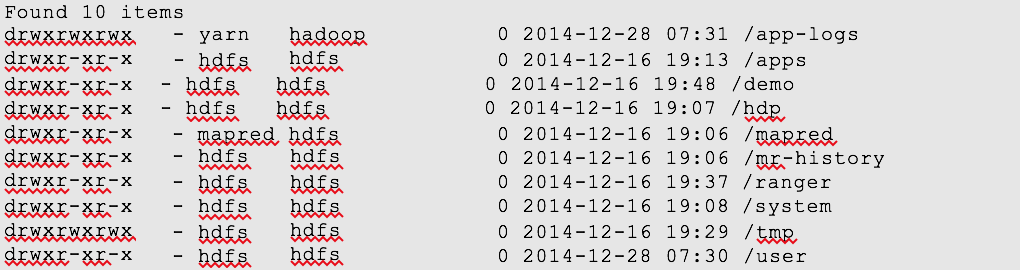 Found 10 items
drwxrwxrwx   - yarn   hadoop          0 2014-12-28 07:31 /app-logs
drwxr-xr-x   - hdfs   hdfs            0 2014-12-16 19:13 /apps
drwxr-xr-x   - hdfs   hdfs            0 2014-12-16 19:48 /demo
drwxr-xr-x   - hdfs   hdfs            0 2014-12-16 19:07 /hdp
drwxr-xr-x   - mapred hdfs            0 2014-12-16 19:06 /mapred
drwxr-xr-x   - hdfs   hdfs            0 2014-12-16 19:06 /mr-history
drwxr-xr-x   - hdfs   hdfs            0 2014-12-16 19:37 /ranger
drwxr-xr-x   - hdfs   hdfs            0 2014-12-16 19:08 /system
drwxrwxrwx   - hdfs   hdfs            0 2014-12-16 19:29 /tmp
drwxr-xr-x   - hdfs   hdfs            0 2014-12-28 07:30 /user